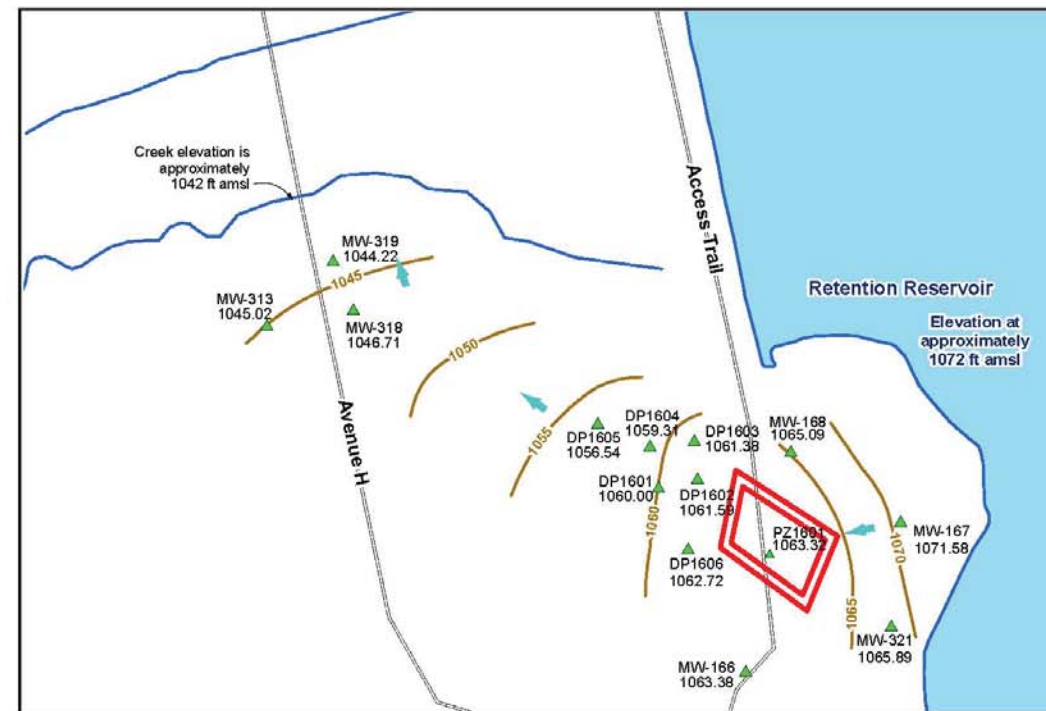 Creek elevation is
approximately
1042 ft amsl
Access Trail
MW-319
1044.22
1045
MW-313
1045.02
MW-318
1046.71
Retention Reservoir
Elevation at
approximately
1072 ft amsl
1050
Avenue H
1055
DP1605
1056.54
DP1604
1059.31
DP1603
1061.38
MW-168
1065.09
DP1601
1060.00
DP1602
1061.59
1060
PZ1601
1063.32
MW-167
1071.58
1070
DP1606
1062.72
1065
MW-321
1065.89
MW-166
1063.38